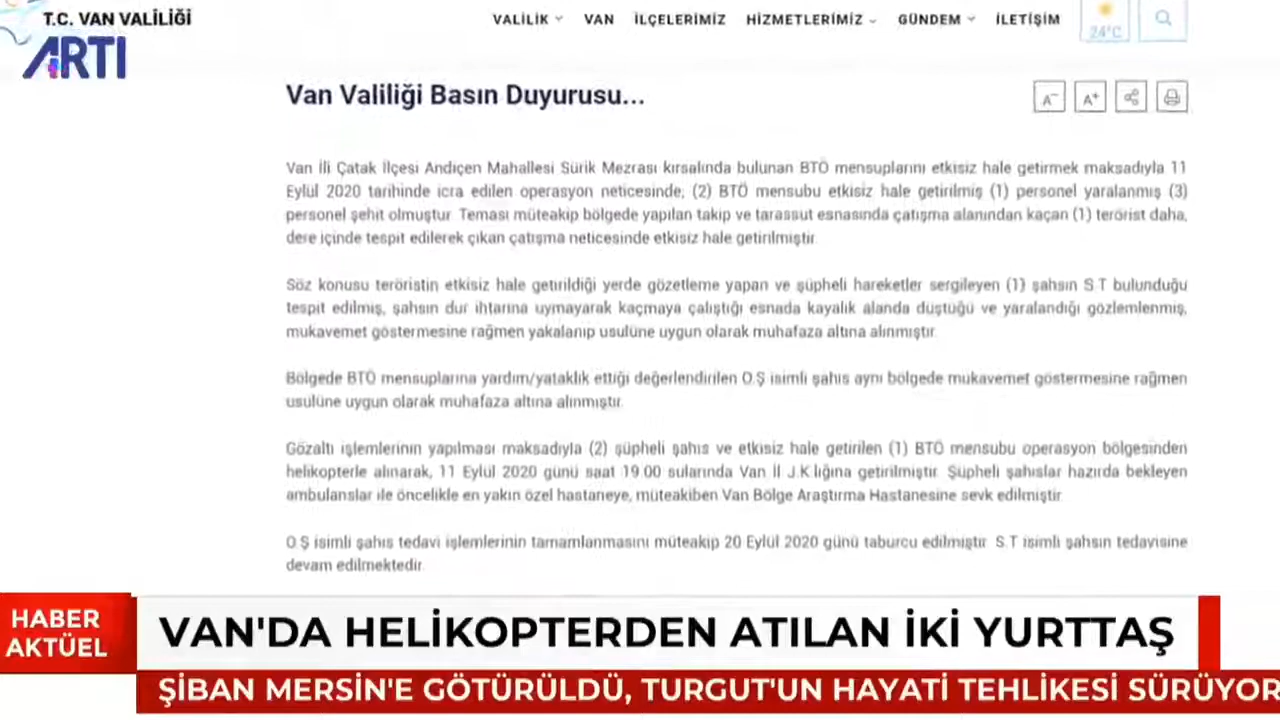 T.C. VAN VALİLİĞİ
VALİLİK VAN İLÇELERİMİZ HİZMETLERİMİZ GÜNDEM İLETİŞİM
24°C
ARTI
Van Valiliği Basın Duyurusu...
A⁻ A⁺
Van İli Çatak İlçesi Andıçen Mahallesi Sürik Mezrası kırsalında bulunan BTÖ mensuplarını etkisiz hale getirmek maksadıyla 11
Eylül 2020 tarihinde icra edilen operasyon neticesinde; (2) BTÖ mensubu etkisiz hale getirilmiş (1) personel yaralanmış (3)
personel şehit olmuştur. Teması müteakip bölgede yapılan takip ve tarassut esnasında çatışma alanından kaçan (1) terörist daha,
dere içinde tespit edilerek çıkan çatışma neticesinde etkisiz hale getirilmiştir.
Söz konusu teröristin etkisiz hale getirildiği yerde gözetleme yapan ve şüpheli hareketler sergileyen (1) şahsın S.T bulunduğu
tespit edilmiş, şahsın dur ihtarına uymayarak kaçmaya çalıştığı esnada kayalık alanda düştüğü ve yaralandığı gözlemlenmiş,
mukavemet göstermesine rağmen yakalanıp usulüne uygun olarak muhafaza altına alınmıştır.
Bölgede BTÖ mensuplarına yardım/yataklık ettiği değerlendirilen O.Ş isimli şahıs aynı bölgede mukavemet göstermesine rağmen
usulüne uygun olarak muhafaza altına alınmıştır.
Gözaltı işlemlerinin yapılması maksadıyla (2) şüpheli şahıs ve etkisiz hale getirilen (1) BTÖ mensubu operasyon bölgesinden
helikopterle alınarak, 11 Eylül 2020 günü saat 19.00 sularında Van İl J.K.lığına getirilmiştir. Şüpheli şahıslar hazırda bekleyen
ambulanslar ile öncelikle en yakın özel hastaneye, müteakiben Van Bölge Araştırma Hastanesine sevk edilmiştir.
O.Ş isimli şahıs tedavi işlemlerinin tamamlanmasını müteakip 20 Eylül 2020 günü taburcu edilmiştir. S.T isimli şahsın tedavisine
devam edilmektedir.
HABER
AKTÜEL
VAN'DA HELİKOPTERDEN ATILAN İKİ YURTTAŞ
ŞİBAN MERSİN'E GÖTÜRÜLDÜ, TURGUT'UN HAYATİ TEHLİKESİ SÜRÜYOR